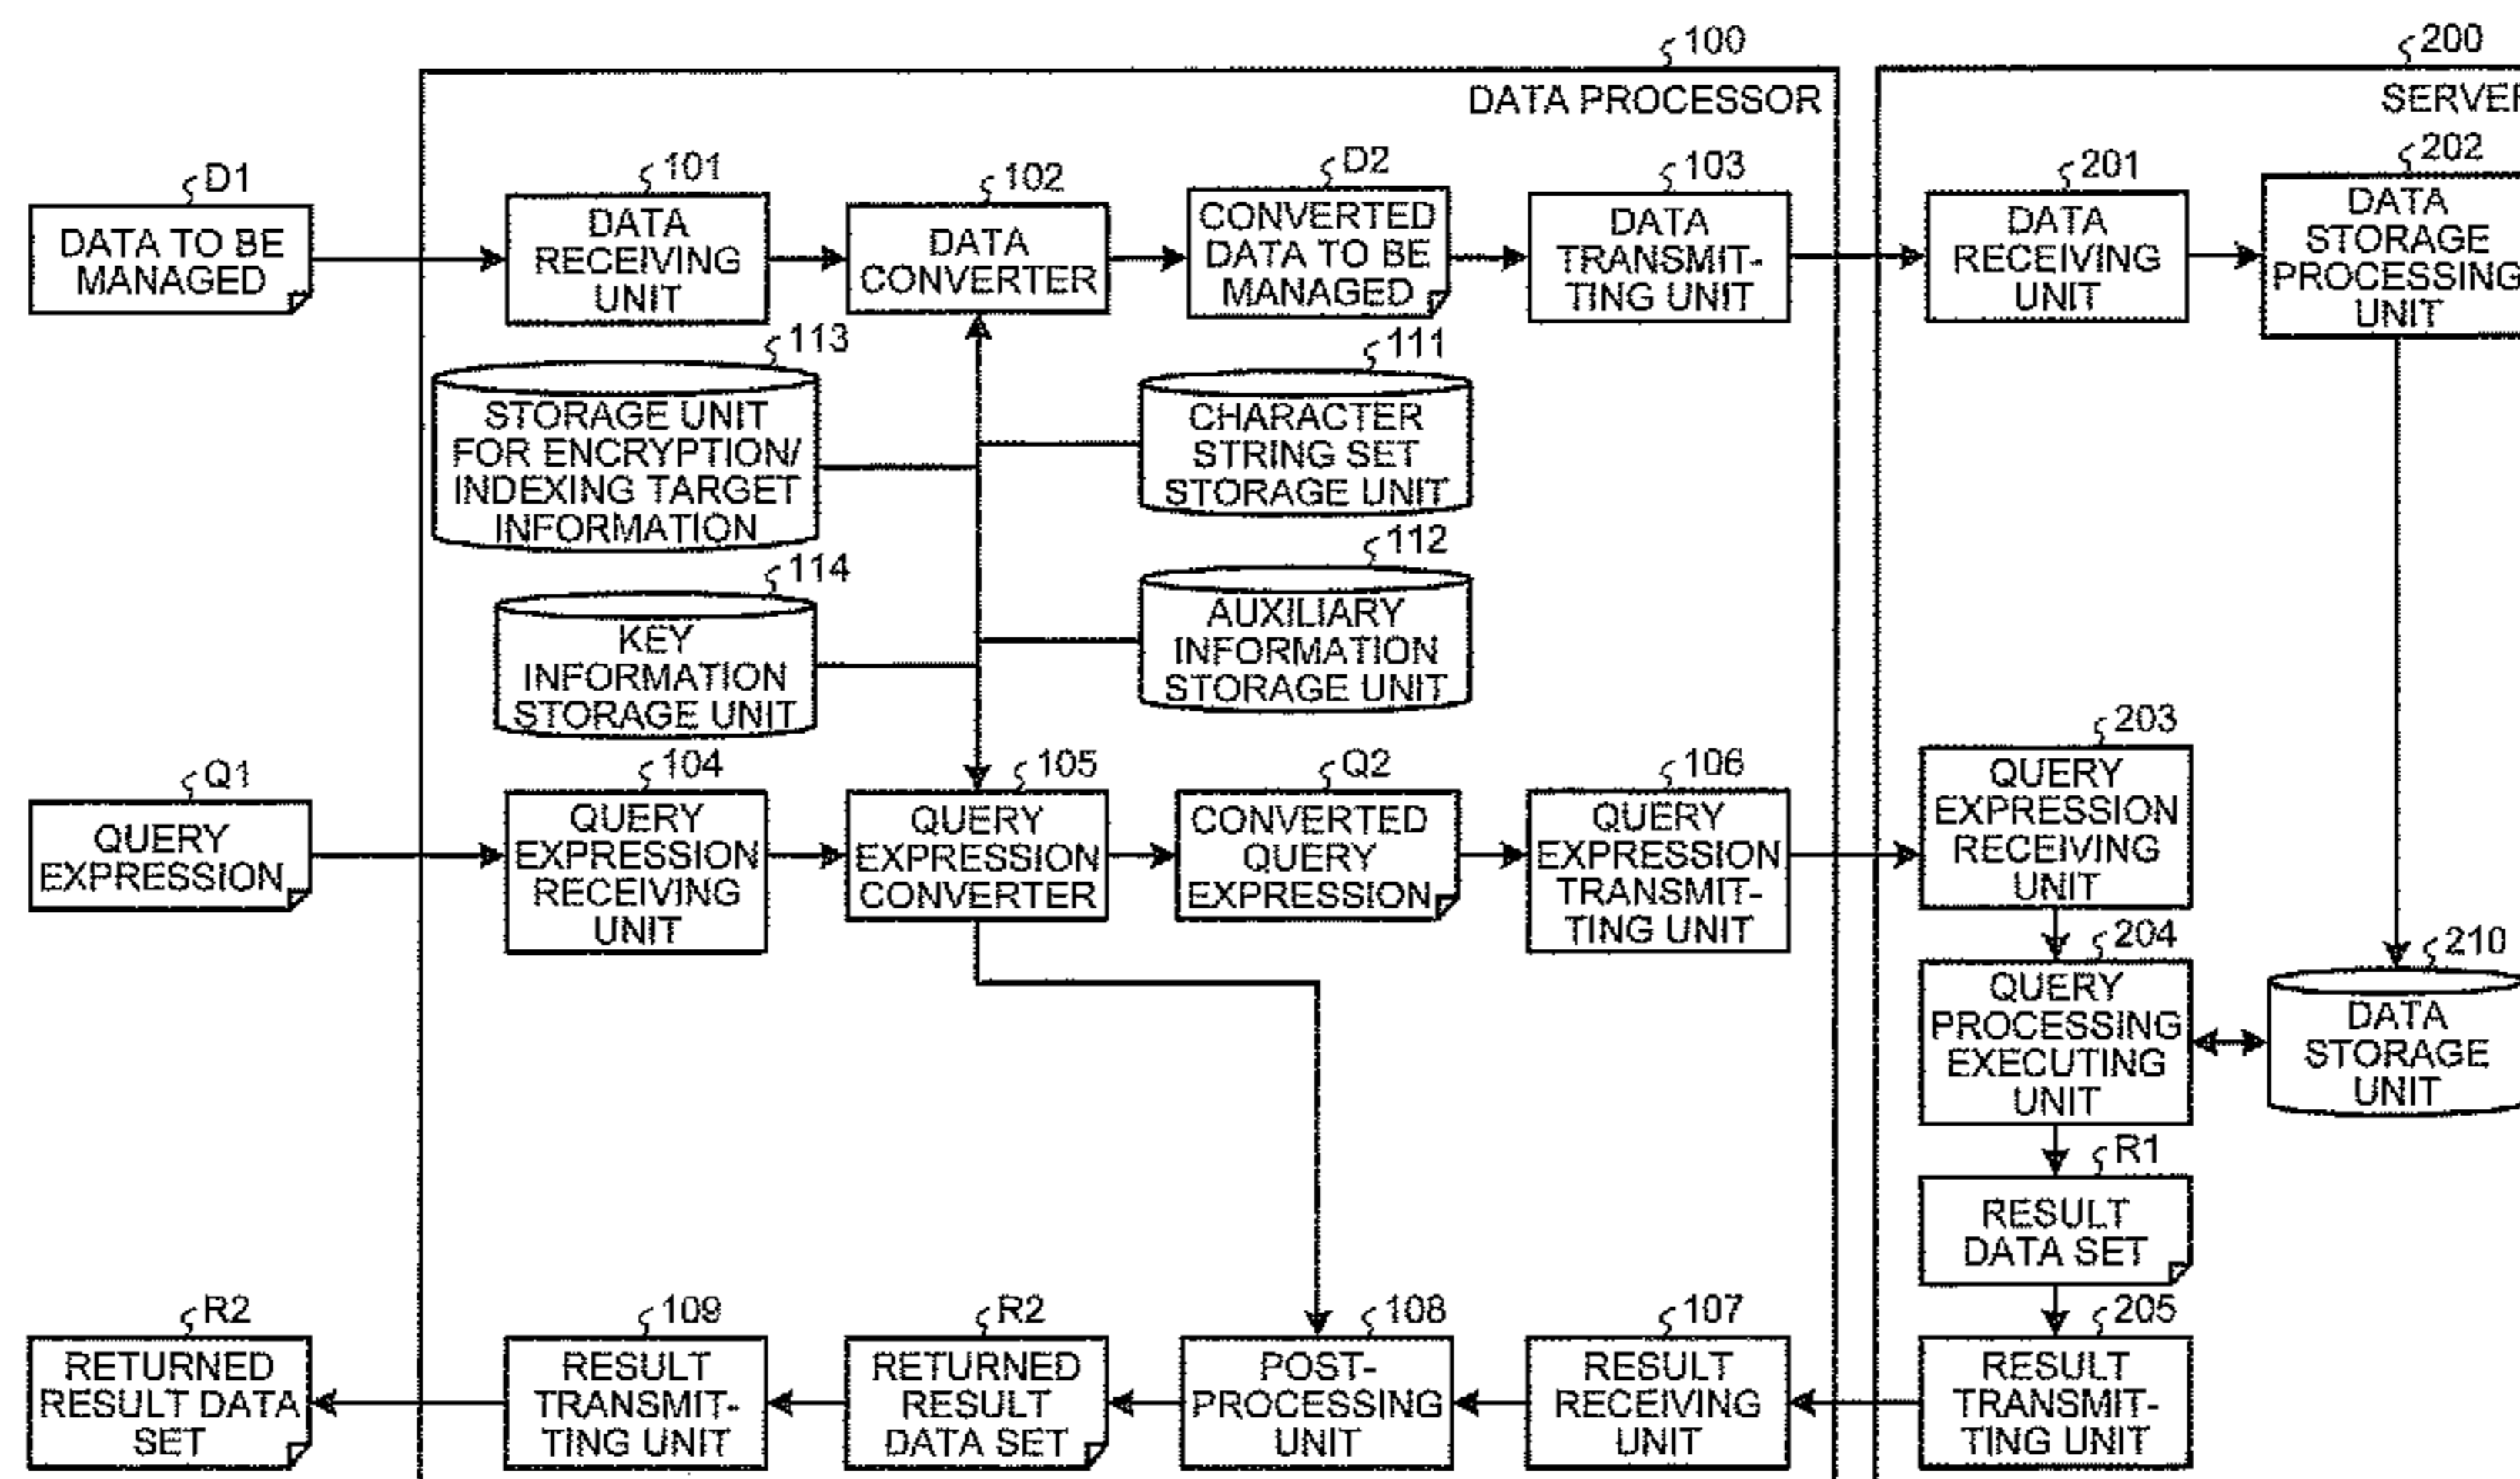 100
200
DATA PROCESSOR
SERVER
D1
DATA TO BE
MANAGED
101
DATA
RECEIVING
UNIT
102
DATA
CONVERTER
D2
CONVERTED
DATA TO BE
MANAGED
103
DATA
TRANSMIT-
TING UNIT
201
DATA
RECEIVING
UNIT
202
DATA
STORAGE
PROCESSING
UNIT
113
STORAGE UNIT
FOR ENCRYPTION/
INDEXING TARGET
INFORMATION
111
CHARACTER
STRING SET
STORAGE UNIT
114
KEY
INFORMATION
STORAGE UNIT
112
AUXILIARY
INFORMATION
STORAGE UNIT
Q1
QUERY
EXPRESSION
104
QUERY
EXPRESSION
RECEIVING
UNIT
105
QUERY
EXPRESSION
CONVERTER
Q2
CONVERTED
QUERY
EXPRESSION
106
QUERY
EXPRESSION
TRANSMIT-
TING UNIT
203
QUERY
EXPRESSION
RECEIVING
UNIT
204
QUERY
PROCESSING
EXECUTING
UNIT
210
DATA
STORAGE
UNIT
R1
RESULT
DATA SET
R2
RETURNED
RESULT DATA
SET
109
RESULT
TRANSMIT-
TING UNIT
R2
RETURNED
RESULT
DATA SET
108
POST-
PROCESSING
UNIT
107
RESULT
RECEIVING
UNIT
205
RESULT
TRANSMIT-
TING UNIT